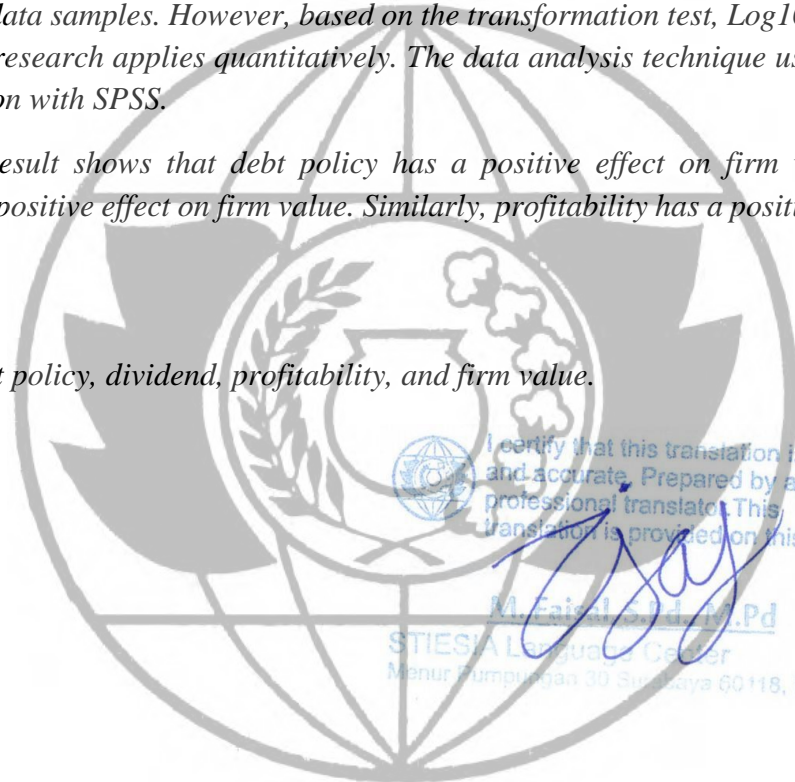 data samples. However, based on the transformation test, Log10
research applies quantitatively. The data analysis technique us
on with SPSS.
esult shows that debt policy has a positive effect on firm
positive effect on firm value. Similarly, profitability has a positi
t policy, dividend, profitability, and firm value.
I certify that this translation i
and accurate. Prepared by a
professional translator. This
translation is provided on this
M. Faisal, S.Pd., M.Pd
STIESIA Language Center
Menur Pumpungan 30 Surabaya 60118,